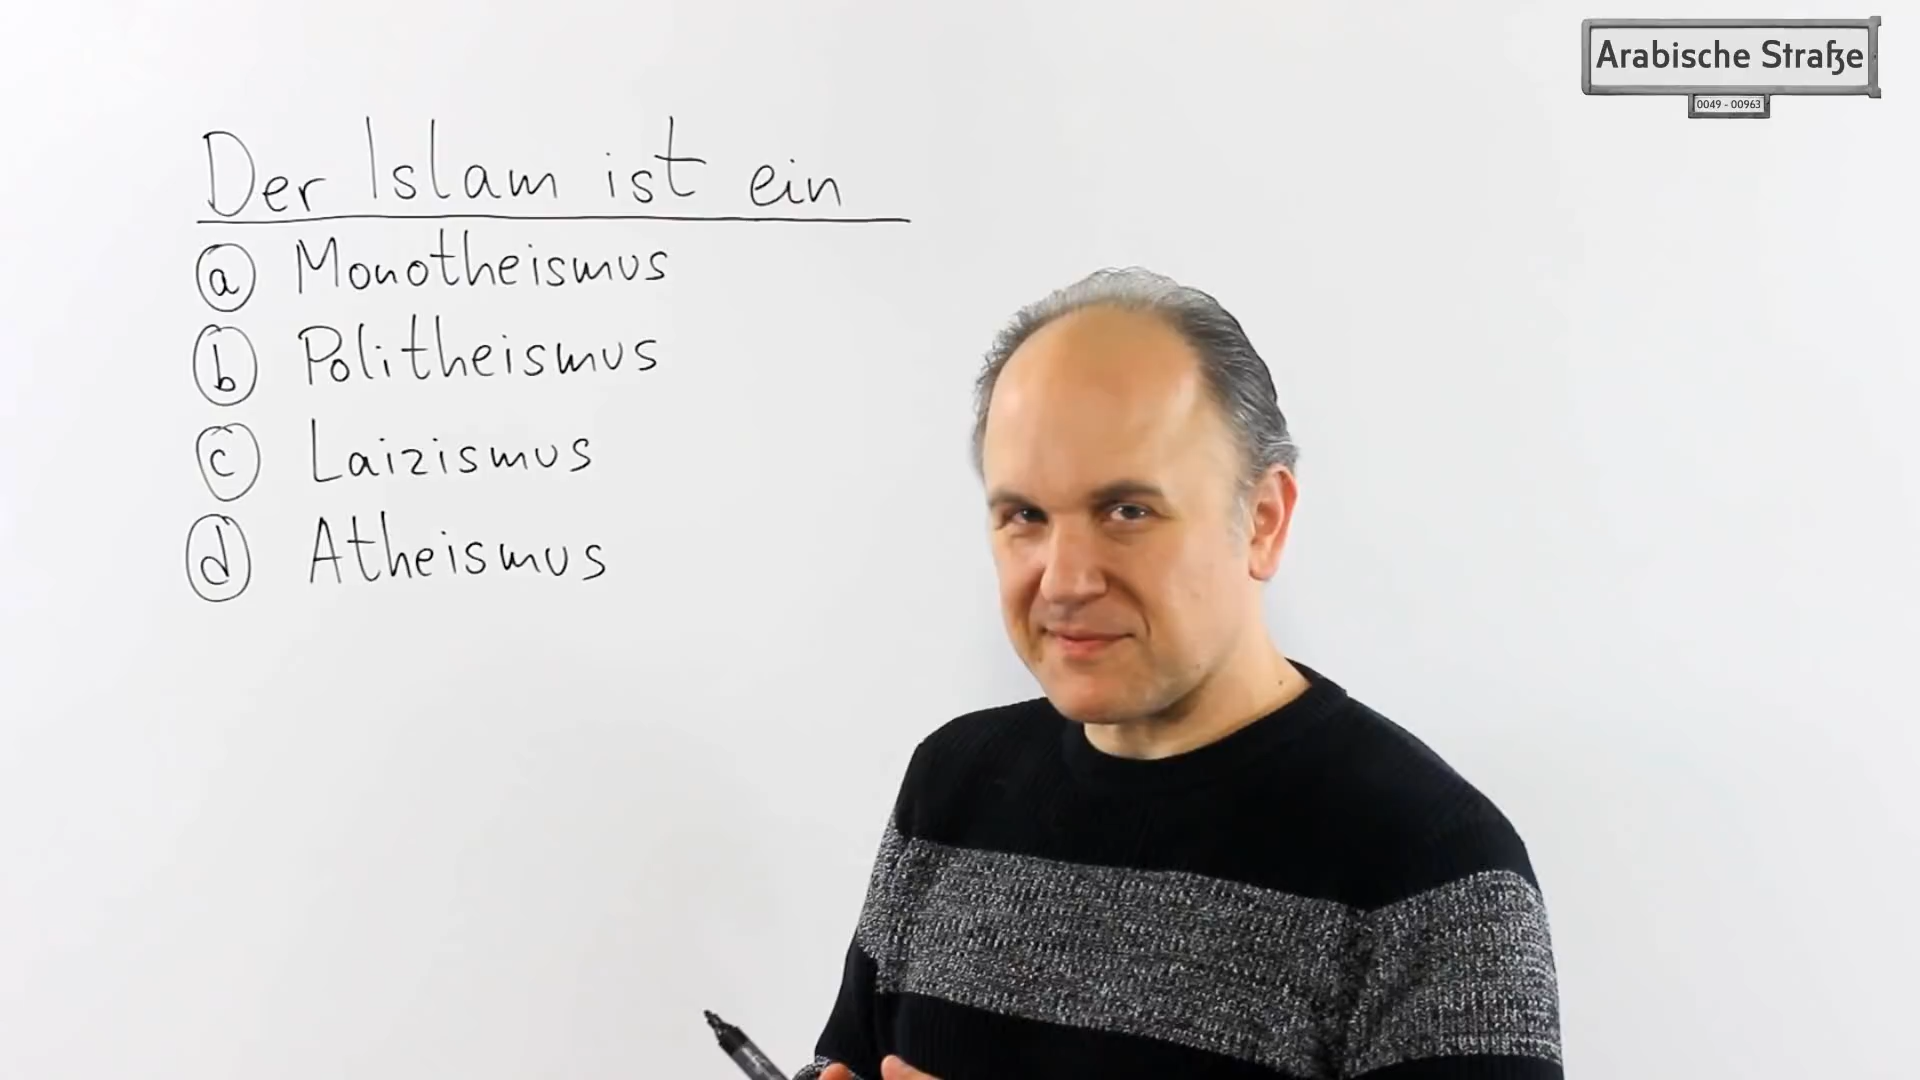 Arabische Straße
0049 - 00963
Der Islam ist ein
a Monotheismus
b Politheismus
c Laizismus
d Atheismus